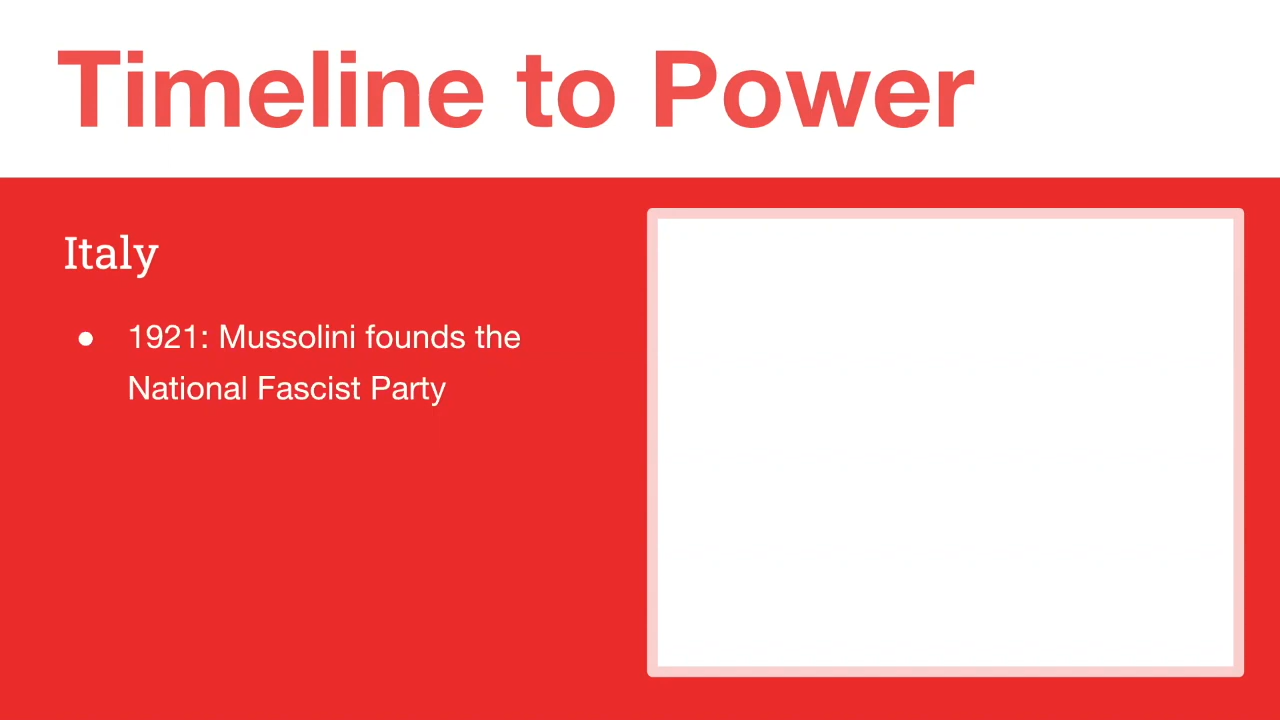 Timeline to Power
Italy
● 1921: Mussolini founds the
National Fascist Party